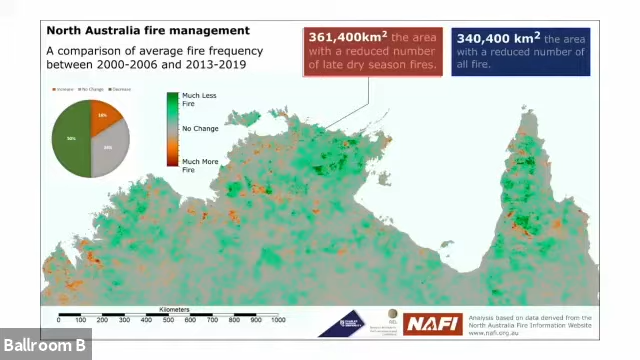 North Australia fire management
A comparison of average fire frequency
between 2000-2006 and 2013-2019
361,400km² the area
with a reduced number
of late dry season fires.
340,400 km² the area
with a reduced number of
all fire.
Increase No Change Decrease
Much Less
Fire
No Change
Much More
Fire
Kilometers
0 100 200 300 400 500 600 700 800 900 1000
NAFI
Analysis based on data derived from the
North Australia Fire Information Website
www.nafi.org.au
Ballroom B